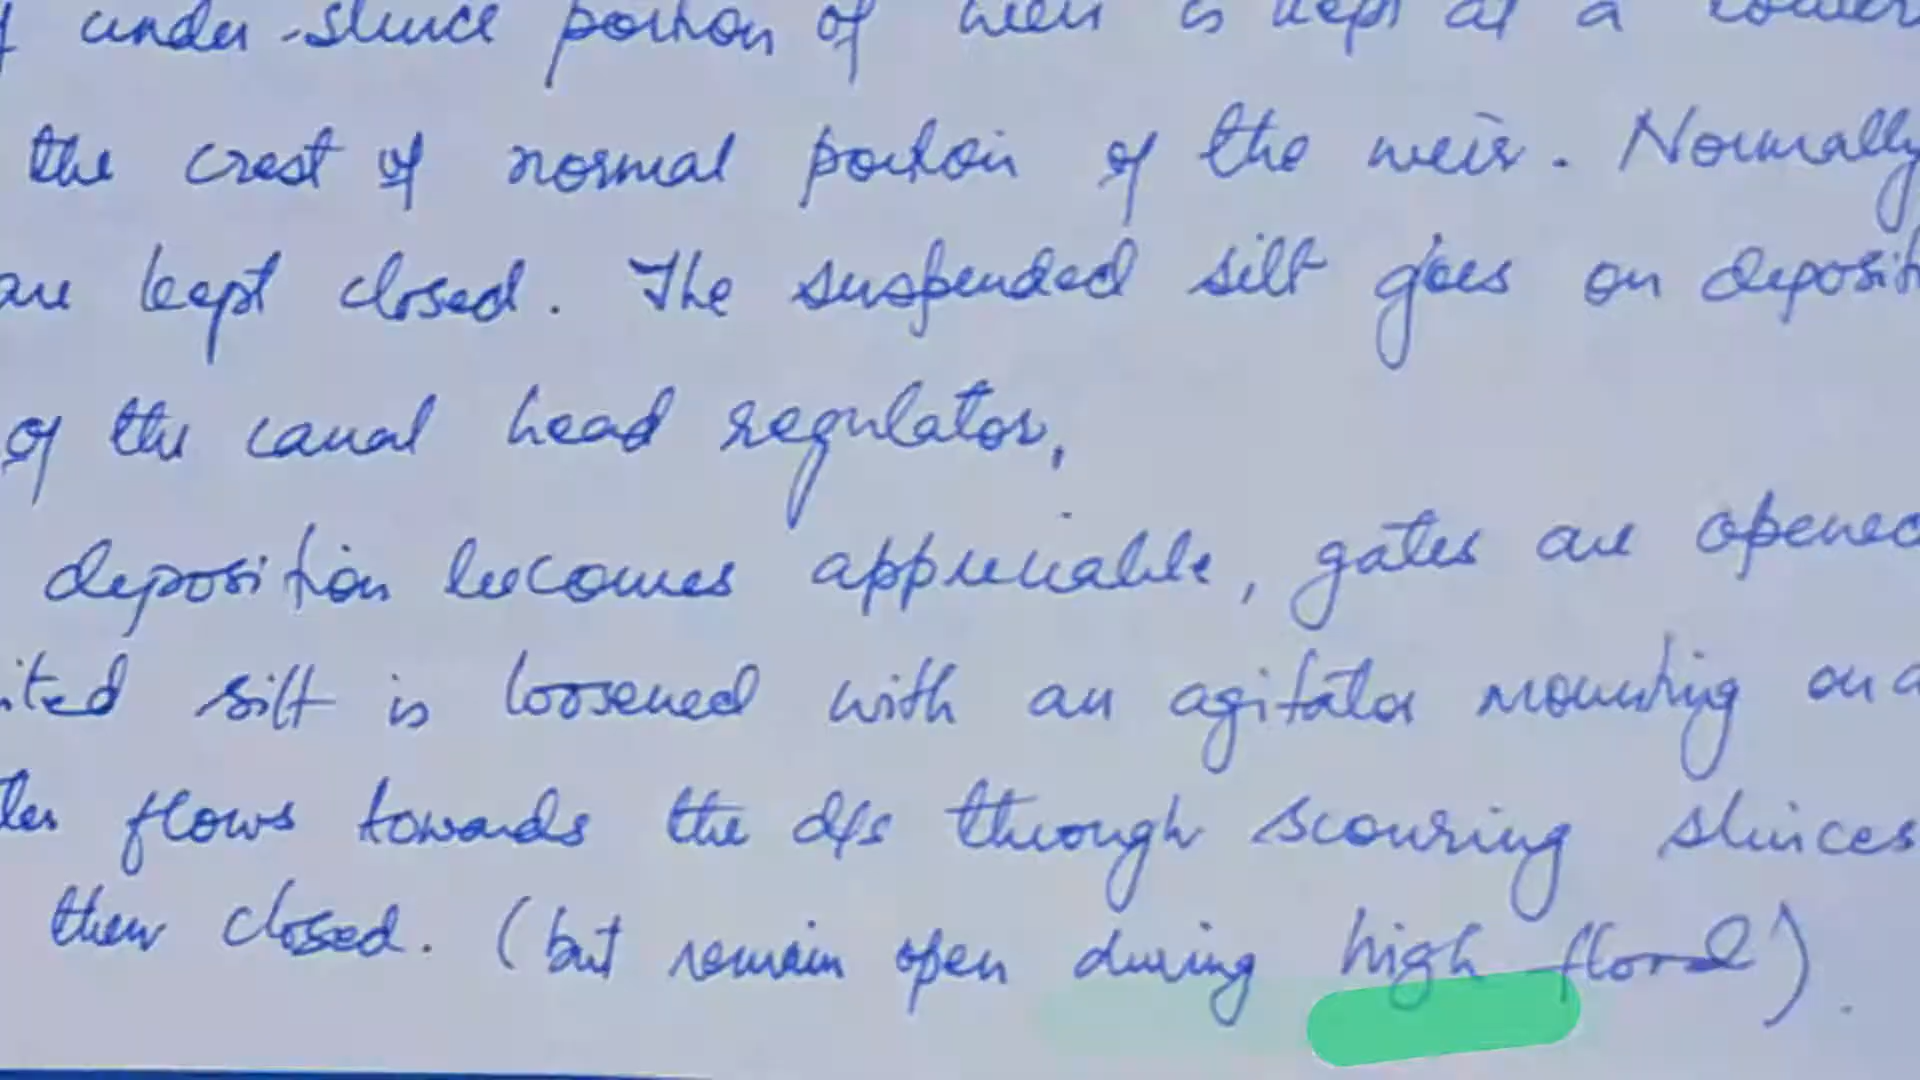 under-sluice portion of weir is kept at a lower
the crest of normal portion of the weir. Normally
are kept closed. The suspended silt goes on deposit
of the canal head regulator,
deposition becomes appreciable, gates are opened
ited silt is loosened with an agitator mounting on a
ter flows towards the d/s through scouring sluices
then closed. (but remain open during high flood).